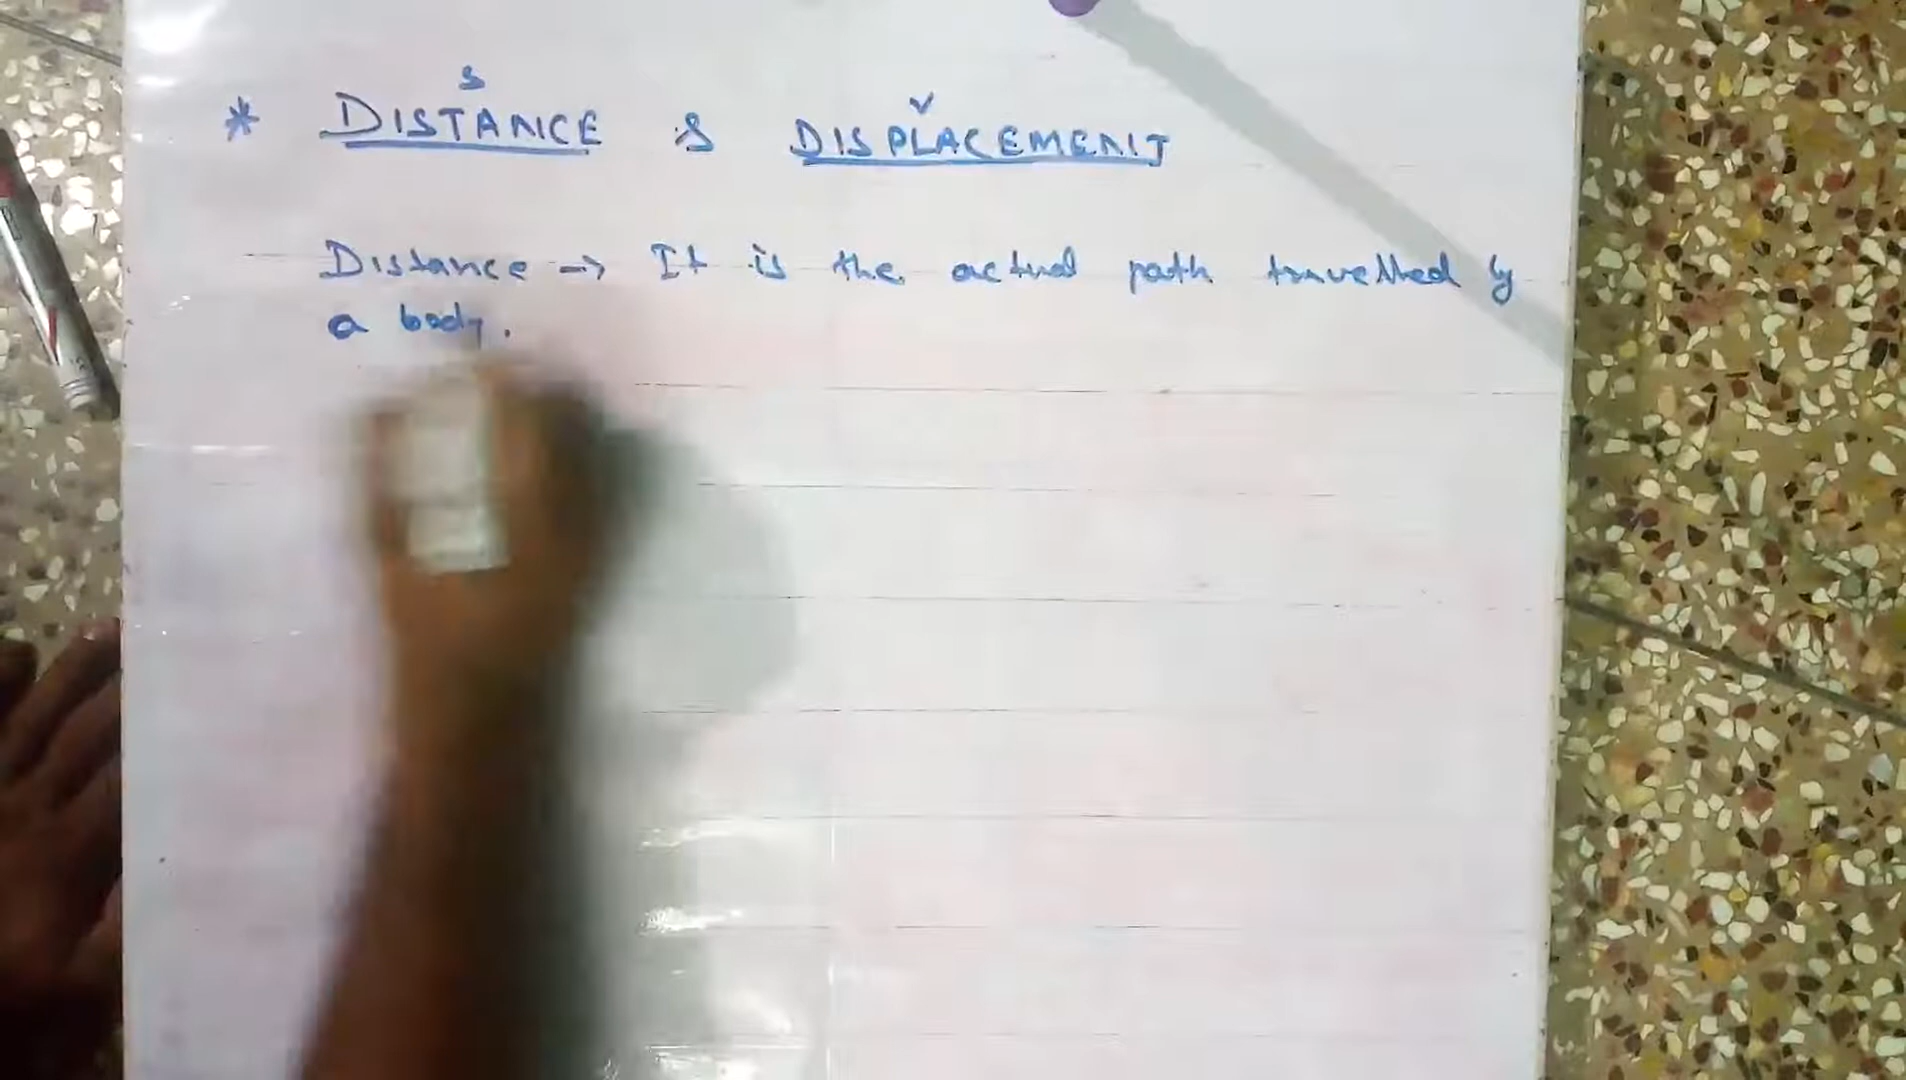 s v
* DISTANCE & DISPLACEMENT
Distance → It is the actual path travelled by
a body.